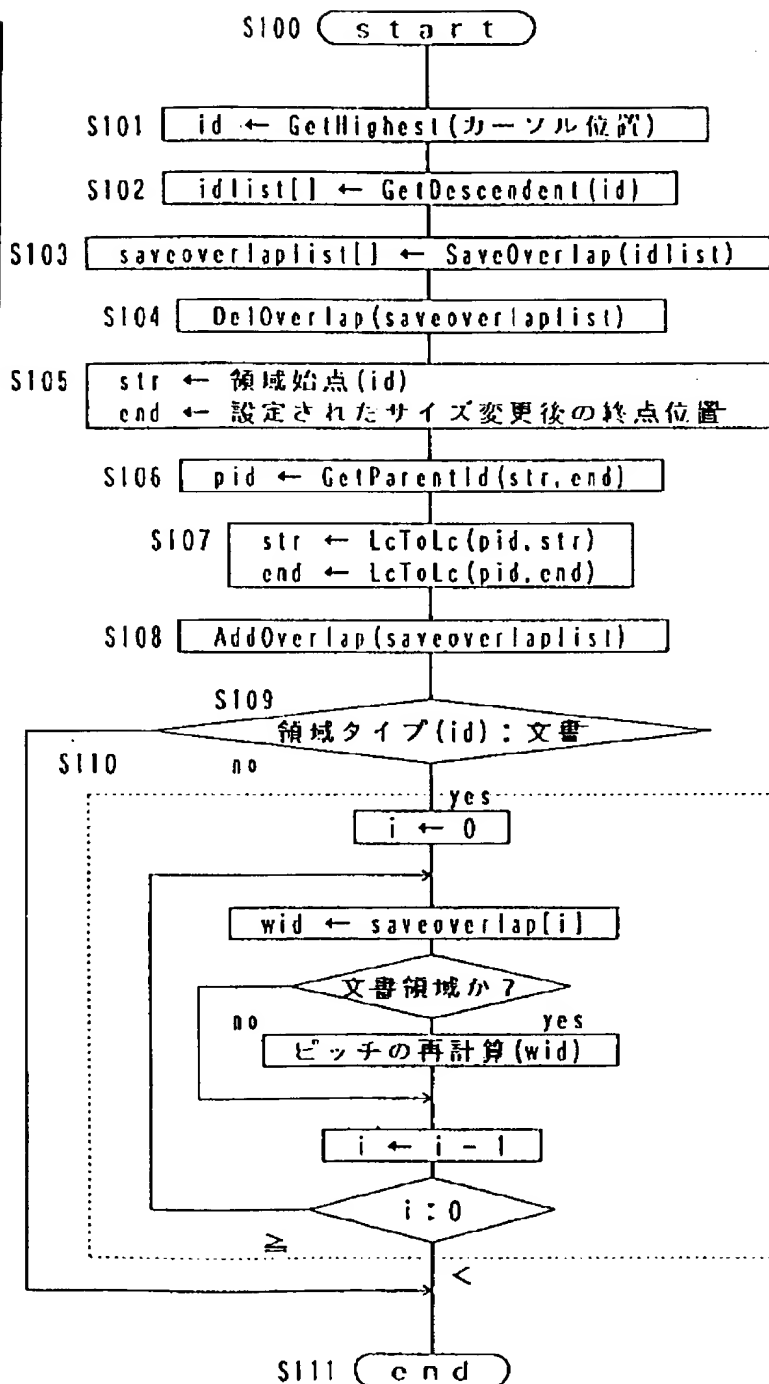 S100 start
S101 id ← GetHighest(カーソル位置)
S102 idlist[] ← GetDescendent(id)
S103 saveoverlaplist[] ← SaveOverlap(idlist)
S104 DelOverlap(saveoverlaplist)
S105 str ← 領域始点(id)
end ← 設定されたサイズ変更後の終点位置
S106 pid ← GetParentId(str,end)
S107 str ← LcToLc(pid.str)
end ← LcToLc(pid.end)
S108 AddOverlap(saveoverlaplist)
S109
領域タイプ(id):文書
S110 no
yes
i ← 0
wid ← saveoverlap[i]
文書領域か?
no yes
ピッチの再計算(wid)
i ← i - 1
i:0
≧
<
S111 end